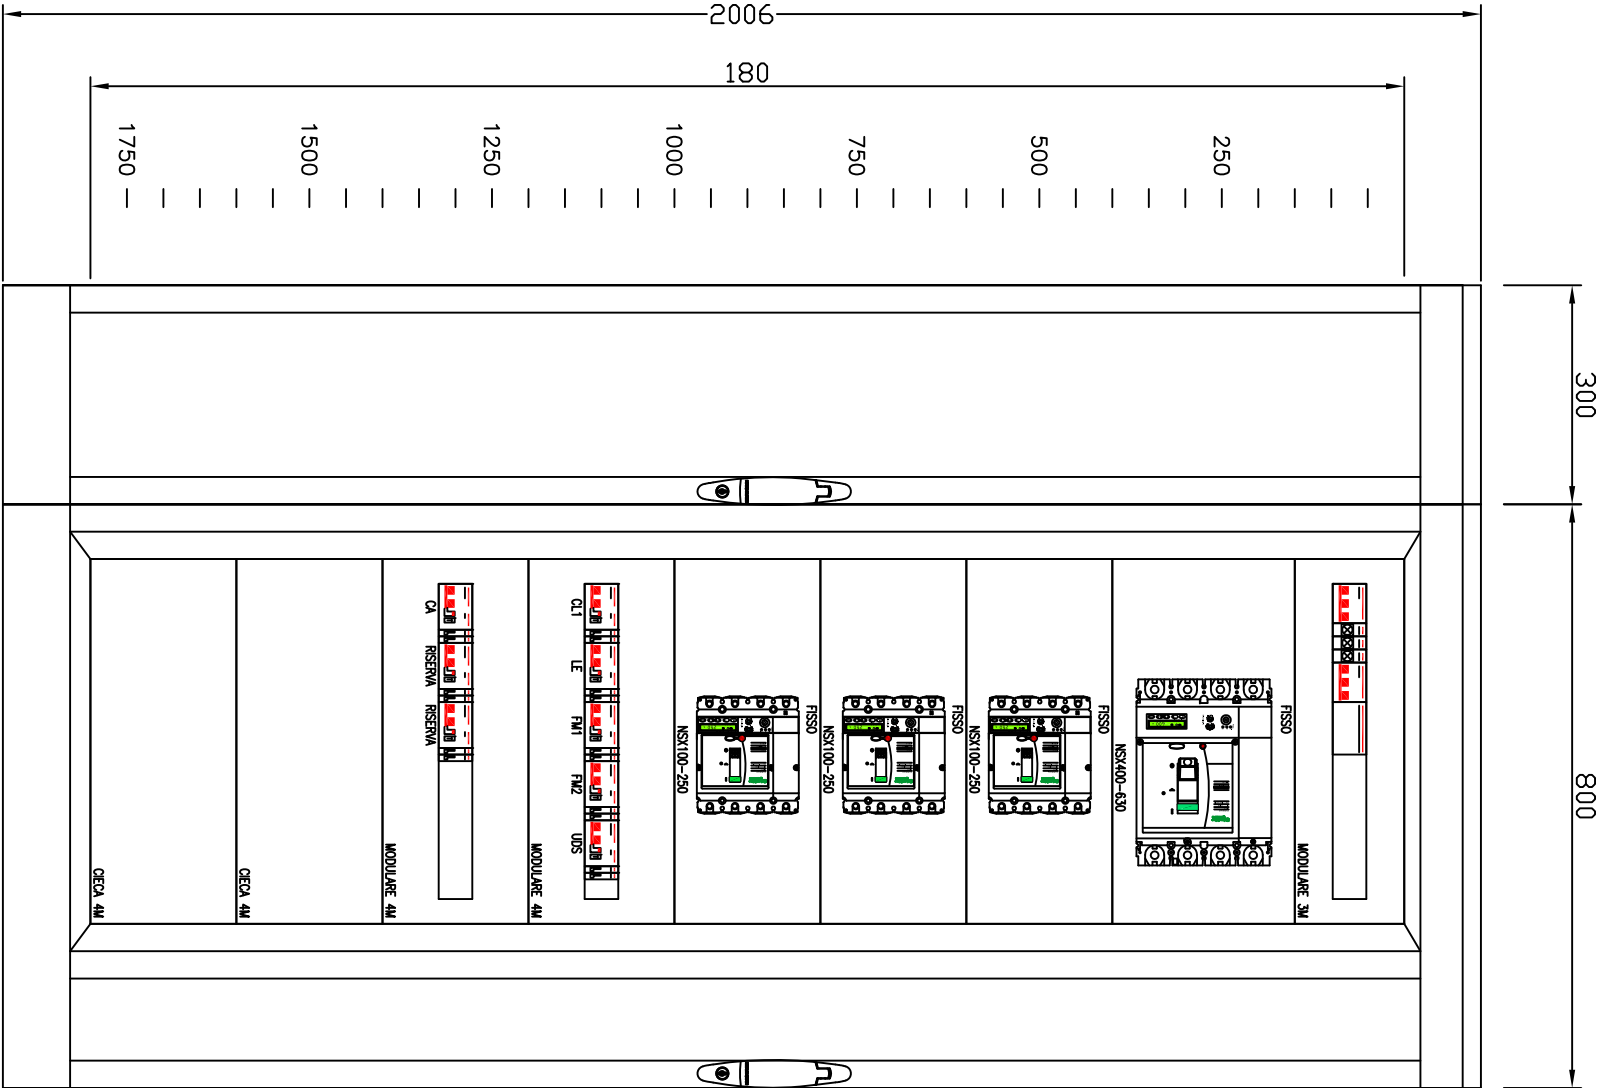 2006
180
1750
1500
1250
1000
750
500
250
300
800
MODULARE 3M
FISSO
NSX400-630
FISSO
NSX100-250
FISSO
NSX100-250
FISSO
NSX100-250
CL1
LE
FM1
FM2
UDS
MODULARE 4M
CA
RISERVA
RISERVA
MODULARE 4M
CIECA 4M
CIECA 4M